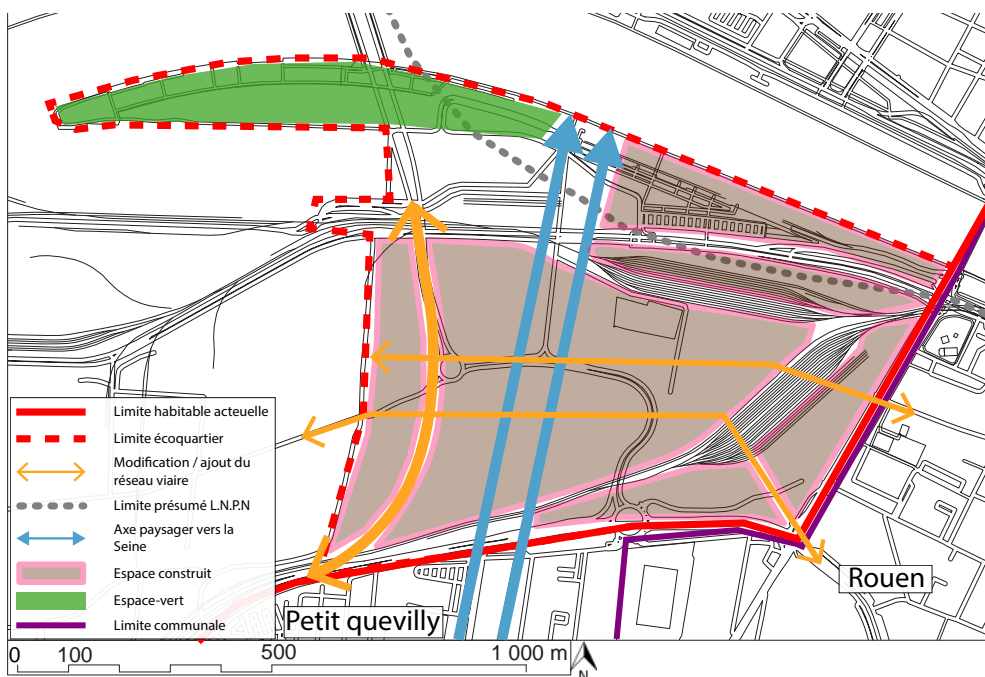 Limite habitable acteuelle
Limite écoquartier
Modification / ajout du
réseau viaire
Limite présumé L.N.P.N
Axe paysager vers la
Seine
Espace construit
Espace-vert
Limite communale
Petit quevilly
Rouen
0 100 500 1 000 m
N